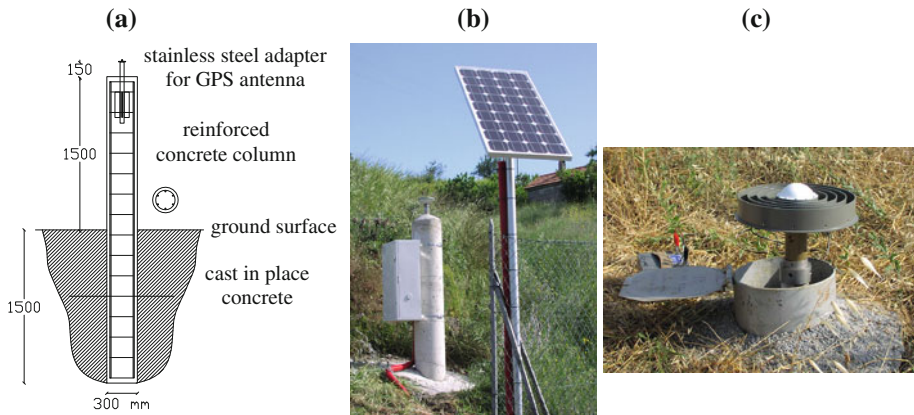 (a)
(b)
(c)
stainless steel adapter
for GPS antenna
150
reinforced
concrete column
1500
ground surface
cast in place
concrete
1500
300 mm